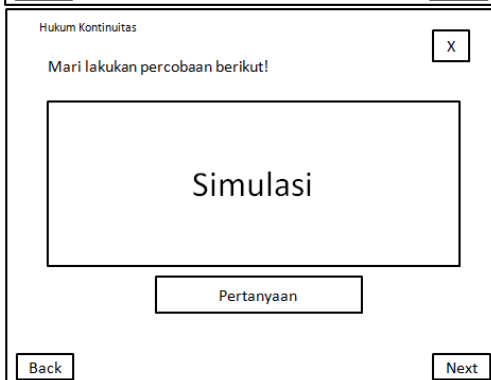 Hukum Kontinuitas
X
Mari lakukan percobaan berikut!
Simulasi
Pertanyaan
Back
Next